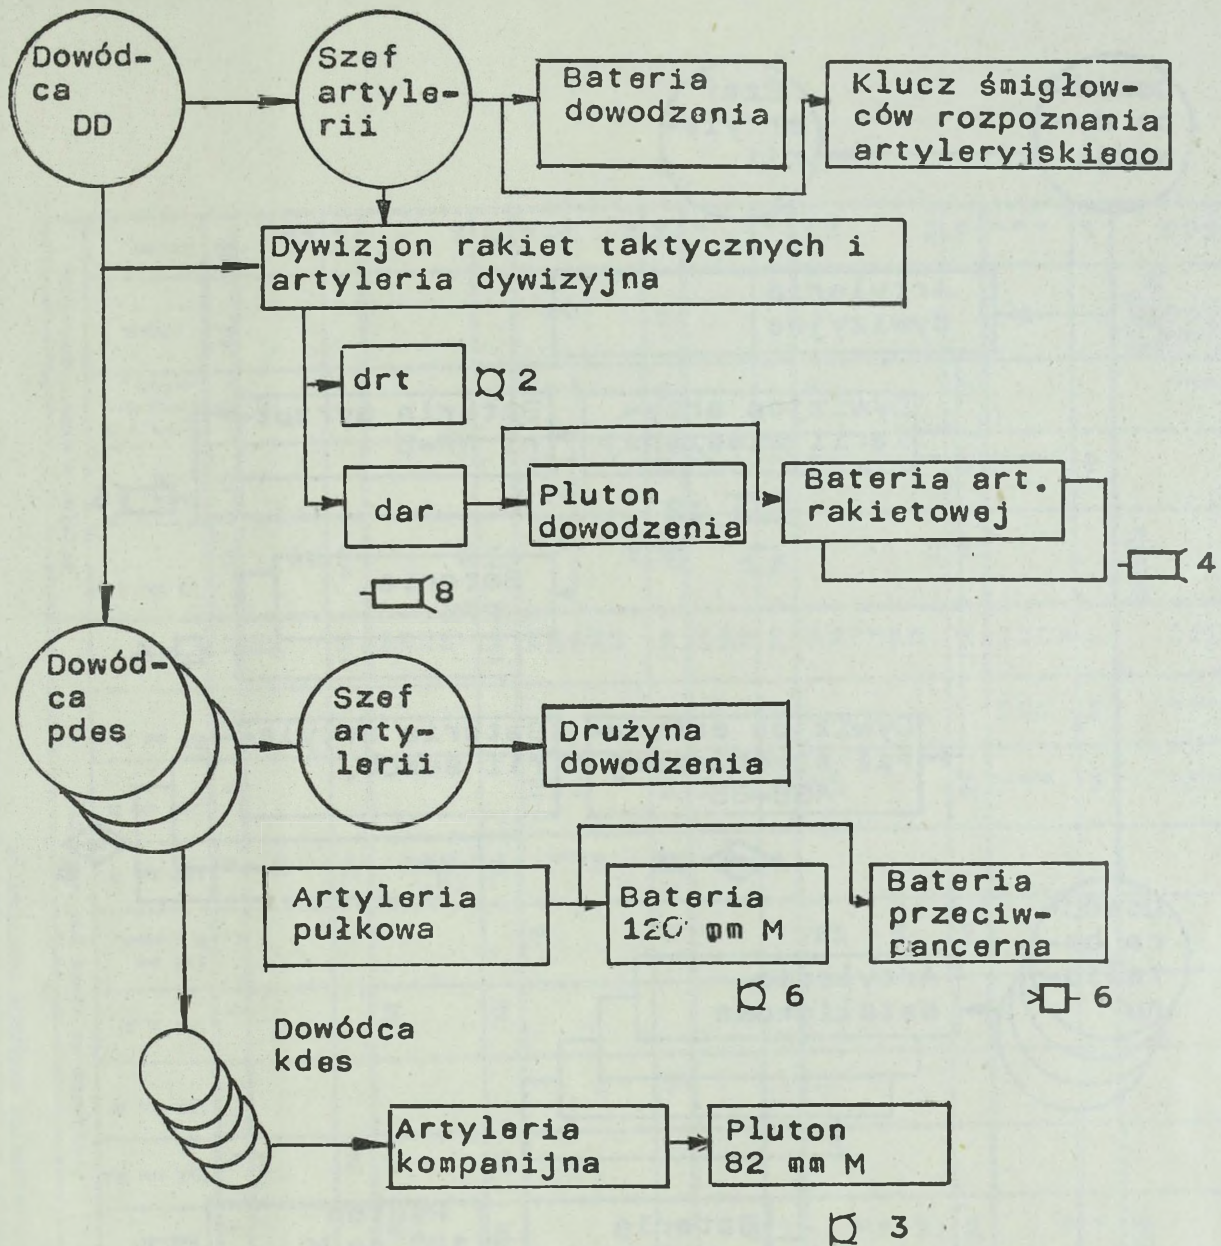 Dowód-
ca
DD
Szef
artyle-
rii
Bateria
dowodzenia
Klucz śmigłow-
ców rozpoznania
artyleryjskiego
Dywizjon rakiet taktycznych i
artyleria dywizyjna
drt
2
dar
Pluton
dowodzenia
Bateria art.
rakietowej
8
4
Dowód-
ca
pdes
Szef
arty-
lerii
Drużyna
dowodzenia
Artyleria
pułkowa
Bateria
120 mm M
Bateria
przeciw-
pancerna
6
6
Dowódca
kdes
Artyleria
kompanijna
Pluton
82 mm M
3